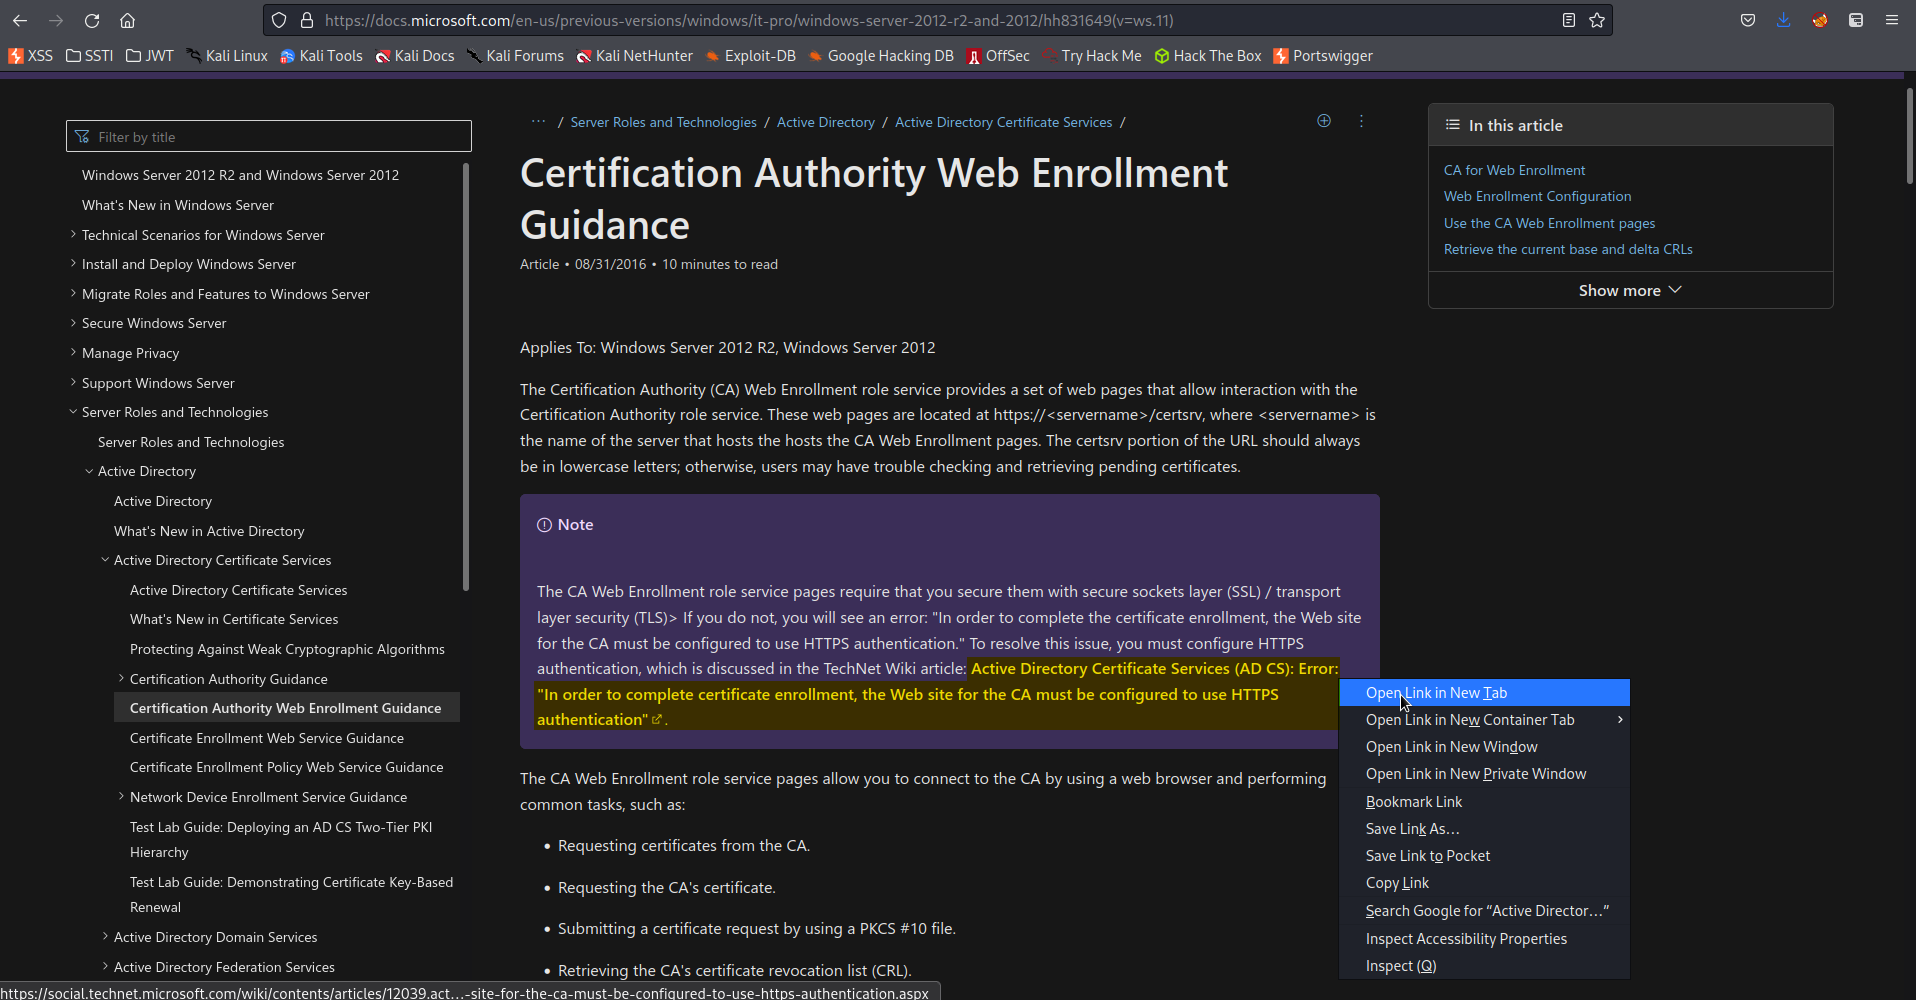 https://docs.microsoft.com/en-us/previous-versions/windows/it-pro/windows-server-2012-r2-and-2012/hh831649(v=ws.11)
XSS SSTI JWT Kali Linux Kali Tools Kali Docs Kali Forums Kali NetHunter Exploit-DB Google Hacking DB OffSec Try Hack Me Hack The Box Portswigger
Filter by title
Windows Server 2012 R2 and Windows Server 2012
What's New in Windows Server
Technical Scenarios for Windows Server
Install and Deploy Windows Server
Migrate Roles and Features to Windows Server
Secure Windows Server
Manage Privacy
Support Windows Server
Server Roles and Technologies
Server Roles and Technologies
Active Directory
Active Directory
What's New in Active Directory
Active Directory Certificate Services
Active Directory Certificate Services
What's New in Certificate Services
Protecting Against Weak Cryptographic Algorithms
Certification Authority Guidance
Certification Authority Web Enrollment Guidance
Certificate Enrollment Web Service Guidance
Certificate Enrollment Policy Web Service Guidance
Network Device Enrollment Service Guidance
Test Lab Guide: Deploying an AD CS Two-Tier PKI
Hierarchy
Test Lab Guide: Demonstrating Certificate Key-Based
Renewal
Active Directory Domain Services
Active Directory Federation Services
··· / Server Roles and Technologies / Active Directory / Active Directory Certificate Services /
Certification Authority Web Enrollment
Guidance
Article • 08/31/2016 • 10 minutes to read
Applies To: Windows Server 2012 R2, Windows Server 2012
The Certification Authority (CA) Web Enrollment role service provides a set of web pages that allow interaction with the
Certification Authority role service. These web pages are located at https://<servername>/certsrv, where <servername> is
the name of the server that hosts the hosts the CA Web Enrollment pages. The certsrv portion of the URL should always
be in lowercase letters; otherwise, users may have trouble checking and retrieving pending certificates.
Note
The CA Web Enrollment role service pages require that you secure them with secure sockets layer (SSL) / transport
layer security (TLS)> If you do not, you will see an error: "In order to complete the certificate enrollment, the Web site
for the CA must be configured to use HTTPS authentication." To resolve this issue, you must configure HTTPS
authentication, which is discussed in the TechNet Wiki article: Active Directory Certificate Services (AD CS): Error:
"In order to complete certificate enrollment, the Web site for the CA must be configured to use HTTPS
authentication" .
The CA Web Enrollment role service pages allow you to connect to the CA by using a web browser and performing
common tasks, such as:
• Requesting certificates from the CA.
• Requesting the CA's certificate.
• Submitting a certificate request by using a PKCS #10 file.
• Retrieving the CA's certificate revocation list (CRL).
In this article
CA for Web Enrollment
Web Enrollment Configuration
Use the CA Web Enrollment pages
Retrieve the current base and delta CRLs
Show more
Open Link in New Tab
Open Link in New Container Tab
Open Link in New Window
Open Link in New Private Window
Bookmark Link
Save Link As…
Save Link to Pocket
Copy Link
Search Google for “Active Director…”
Inspect Accessibility Properties
Inspect (Q)
https://social.technet.microsoft.com/wiki/contents/articles/12039.act…-site-for-the-ca-must-be-configured-to-use-https-authentication.aspx